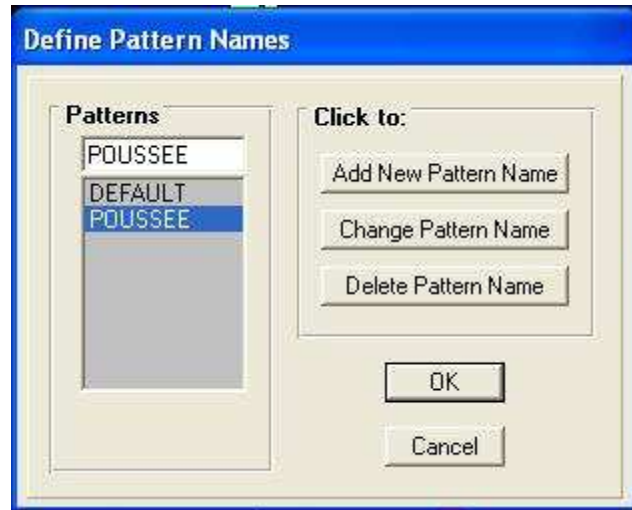 Define Pattern Names
Patterns
POUSSEE
DEFAULT
POUSSEE
Click to:
Add New Pattern Name
Change Pattern Name
Delete Pattern Name
OK
Cancel